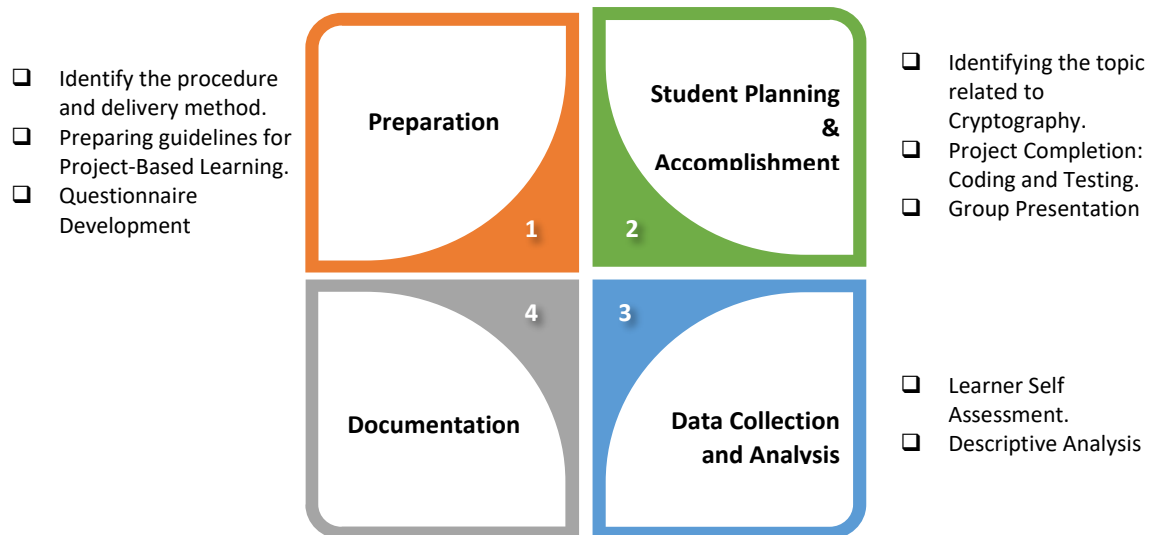 ❑ Identify the procedure
and delivery method.
❑ Preparing guidelines for
Project-Based Learning.
❑ Questionnaire
Development
Preparation
1
Student Planning
&
Accomplishment
2
❑ Identifying the topic
related to
Cryptography.
❑ Project Completion:
Coding and Testing.
❑ Group Presentation
4
Documentation
3
Data Collection
and Analysis
❑ Learner Self
Assessment.
❑ Descriptive Analysis